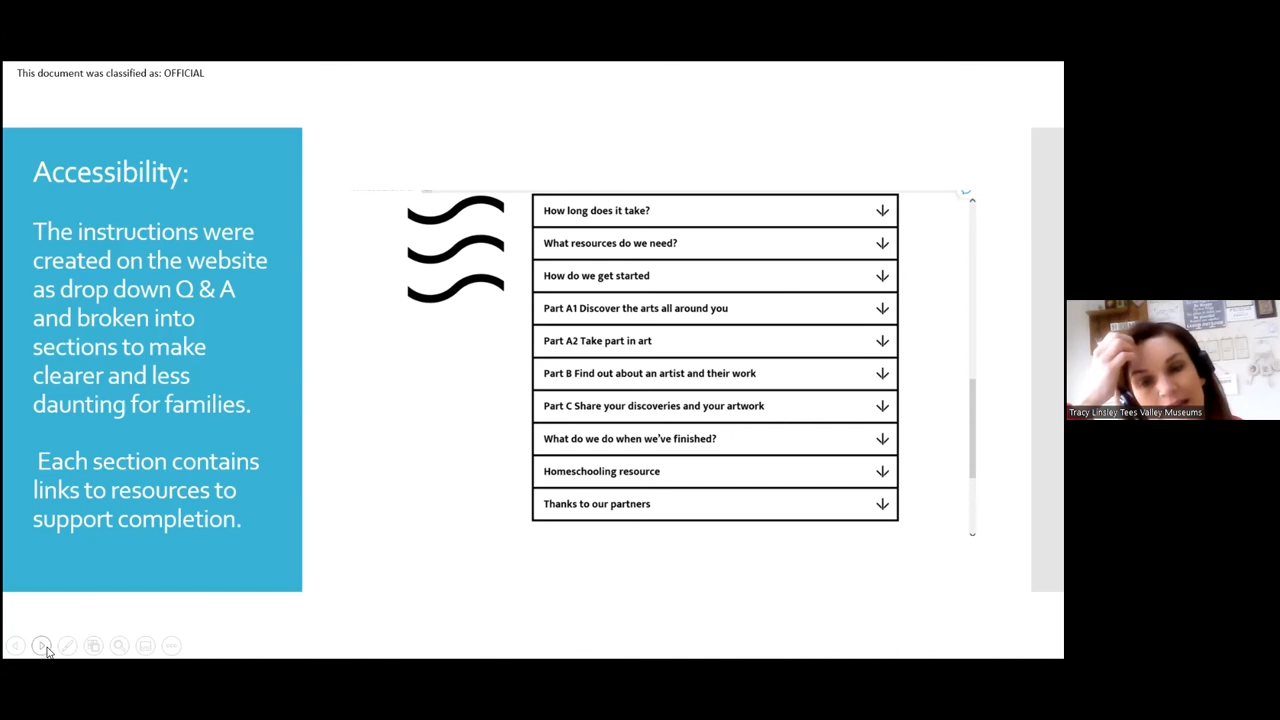 This document was classified as: OFFICIAL
Accessibility:
The instructions were
created on the website
as drop down Q & A
and broken into
sections to make
clearer and less
daunting for families.
Each section contains
links to resources to
support completion.
How long does it take?
What resources do we need?
How do we get started
Part A1 Discover the arts all around you
Part A2 Take part in art
Part B Find out about an artist and their work
Part C Share your discoveries and your artwork
What do we do when we've finished?
Homeschooling resource
Thanks to our partners
Tracy Linsley Tees Valley Museums